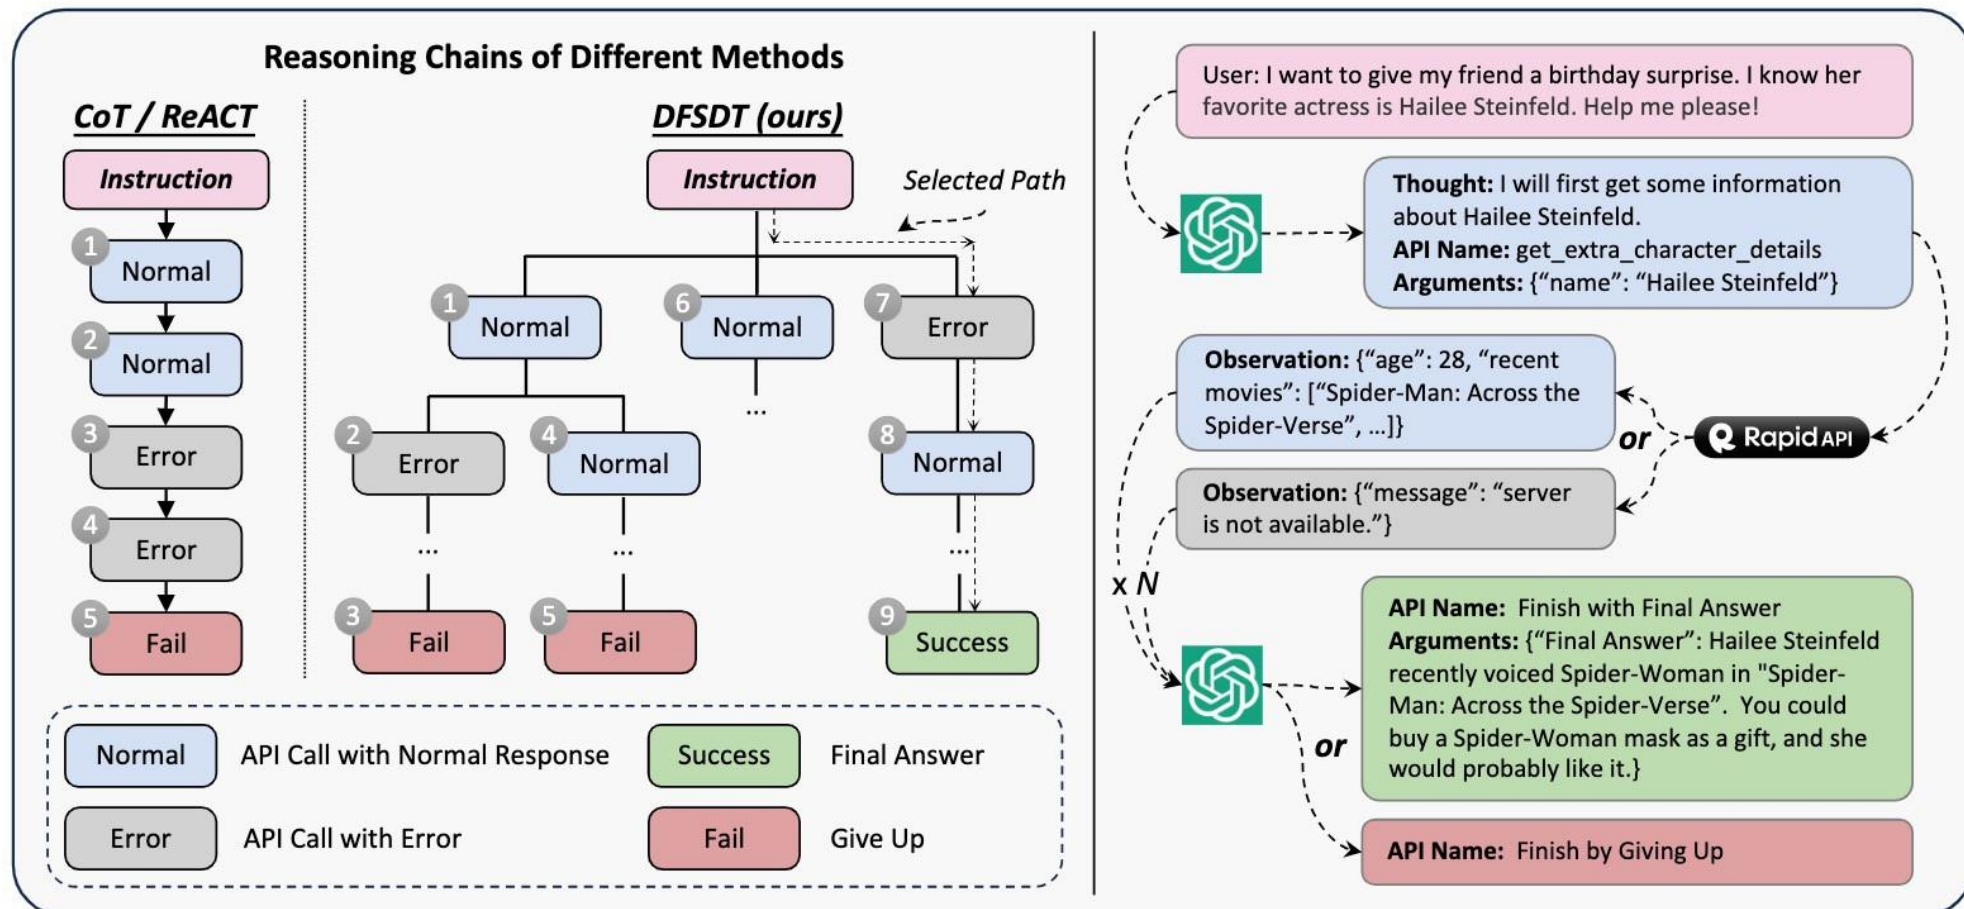 Reasoning Chains of Different Methods
CoT / ReACT
Instruction
1
Normal
2
Normal
3
Error
4
Error
5
Fail
DFSDT (ours)
Instruction
Selected Path
1
Normal
6
Normal
...
7
Error
2
Error
...
4
Normal
...
8
Normal
...
3
Fail
5
Fail
9
Success
Normal
API Call with Normal Response
Success
Final Answer
Error
API Call with Error
Fail
Give Up
User: I want to give my friend a birthday surprise. I know her
favorite actress is Hailee Steinfeld. Help me please!
Thought: I will first get some information
about Hailee Steinfeld.
API Name: get_extra_character_details
Arguments: {“name”: “Hailee Steinfeld”}
Observation: {“age”: 28, “recent
movies”: [“Spider-Man: Across the
Spider-Verse”, …]}
or
Rapid API
Observation: {“message”: “server
is not available.”}
x N
API Name: Finish with Final Answer
Arguments: {“Final Answer”: Hailee Steinfeld
recently voiced Spider-Woman in "Spider-
Man: Across the Spider-Verse”. You could
buy a Spider-Woman mask as a gift, and she
would probably like it.}
or
API Name: Finish by Giving Up